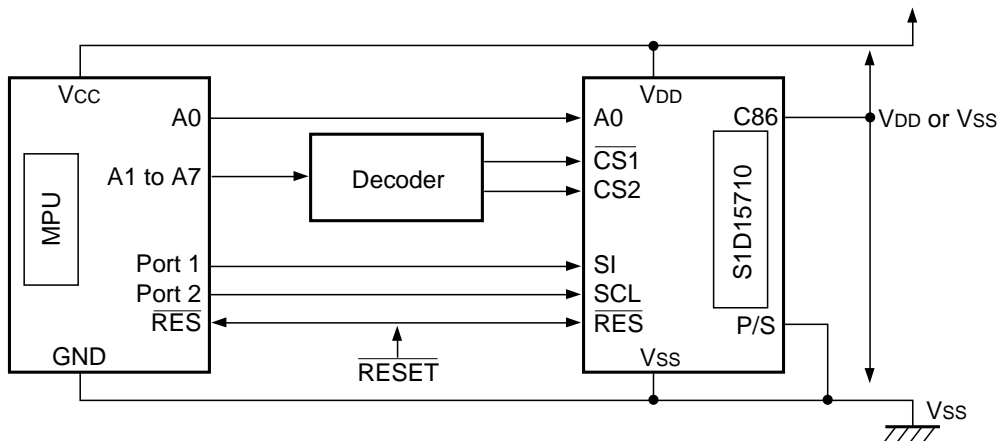 VCC
A0
A1 to A7
MPU
Port 1
Port 2
RES
GND
Decoder
RESET
VDD
A0
C86
CS1
CS2
S1D15710
SI
SCL
RES
P/S
VSS
VDD or VSS
VSS